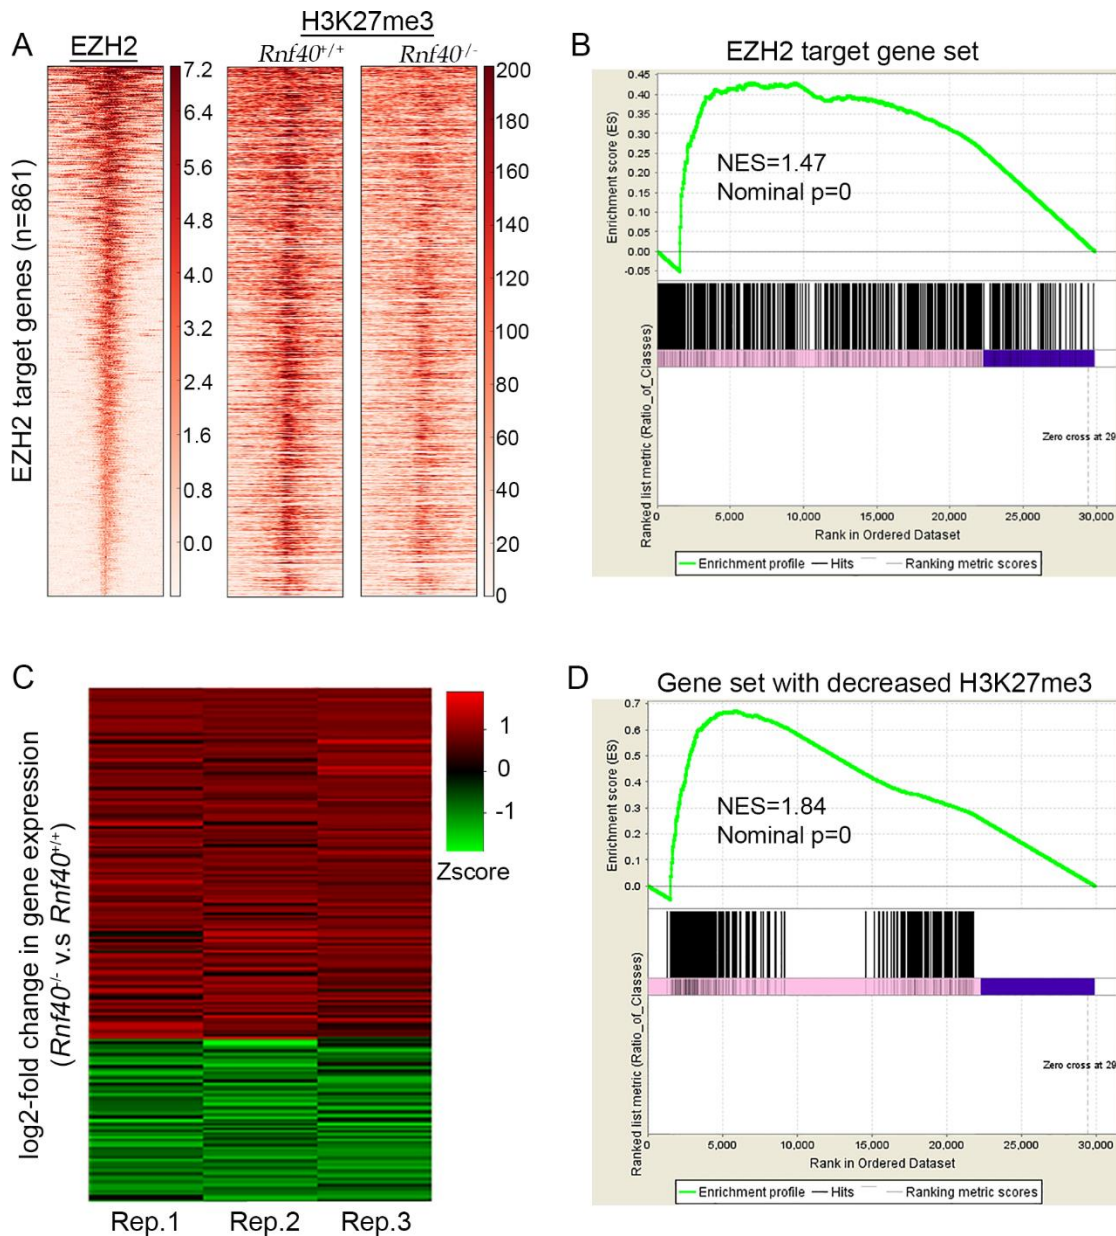 A
EZH2
H3K27me3
Rnf40+/+
Rnf40-/-
EZH2 target genes (n=861)
7.2
6.4
5.6
4.8
4.0
3.2
2.4
1.6
0.8
0.0
200
180
160
140
120
100
80
60
40
20
0
B
EZH2 target gene set
Enrichment score (ES)
0.45
0.40
0.35
0.30
0.25
0.20
0.15
0.10
0.05
0.00
-0.05
NES=1.47
Nominal p=0
Ranked list metric (Ratio_of_Classes)
Zero cross at 29
0
5,000
10,000
15,000
20,000
25,000
30,000
Rank in Ordered Dataset
Enrichment profile
Hits
Ranking metric scores
C
log2-fold change in gene expression
(Rnf40-/- v.s Rnf40+/+)
1
0
-1
Zscore
Rep.1
Rep.2
Rep.3
D
Gene set with decreased H3K27me3
Enrichment score (ES)
0.7
0.6
0.5
0.4
0.3
0.2
0.1
0.0
NES=1.84
Nominal p=0
Ranked list metric (Ratio_of_Classes)
Zero cross at 29
0
5,000
10,000
15,000
20,000
25,000
30,000
Rank in Ordered Dataset
Enrichment profile
Hits
Ranking metric scores